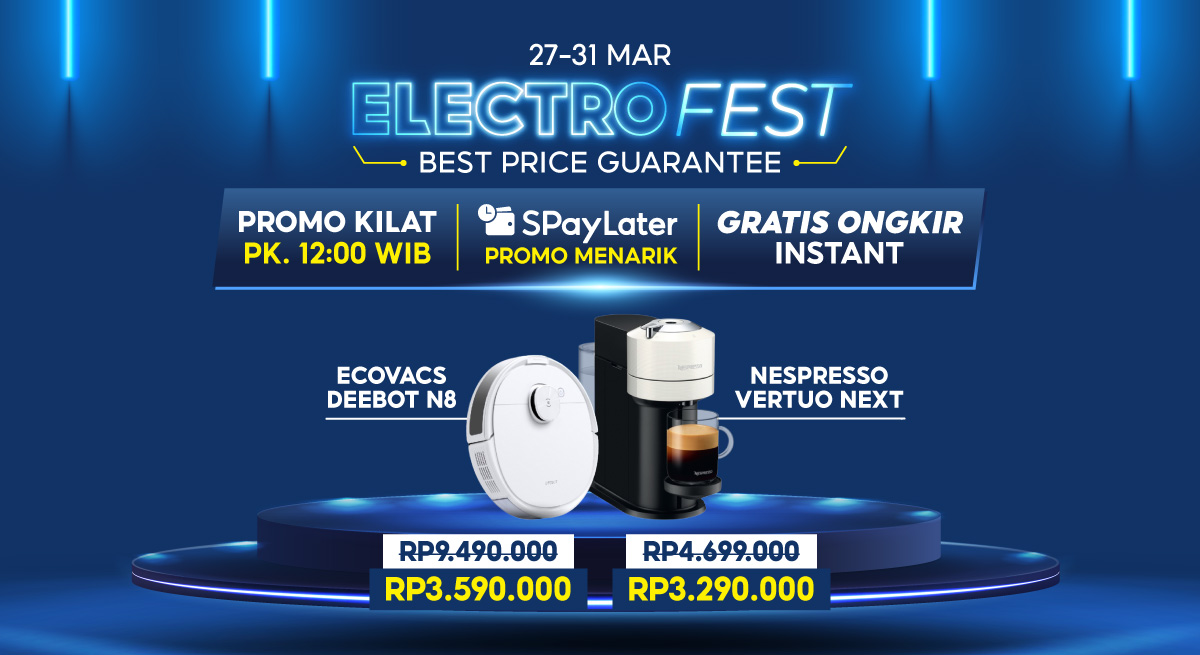 27-31 MAR
ELECTRO FEST
BEST PRICE GUARANTEE
PROMO KILAT
PK. 12:00 WIB
SPayLater
PROMO MENARIK
GRATIS ONGKIR
INSTANT
ECOVACS
DEEBOT N8
NESPRESSO
VERTUO NEXT
RP9.490.000
RP3.590.000
RP4.699.000
RP3.290.000